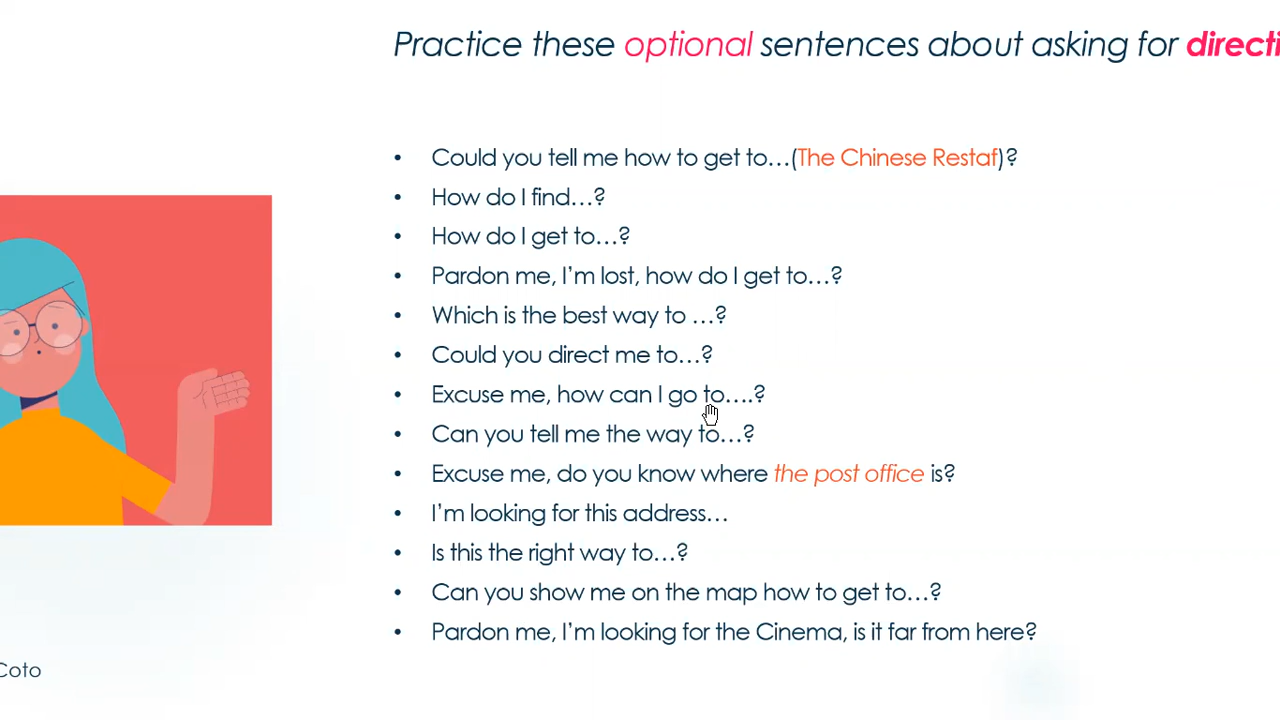 Practice these optional sentences about asking for directi
• Could you tell me how to get to…(The Chinese Restaf)?
• How do I find…?
• How do I get to…?
• Pardon me, I’m lost, how do I get to…?
• Which is the best way to …?
• Could you direct me to…?
• Excuse me, how can I go to….?
• Can you tell me the way to…?
• Excuse me, do you know where the post office is?
• I’m looking for this address…
• Is this the right way to…?
• Can you show me on the map how to get to…?
• Pardon me, I’m looking for the Cinema, is it far from here?
Coto